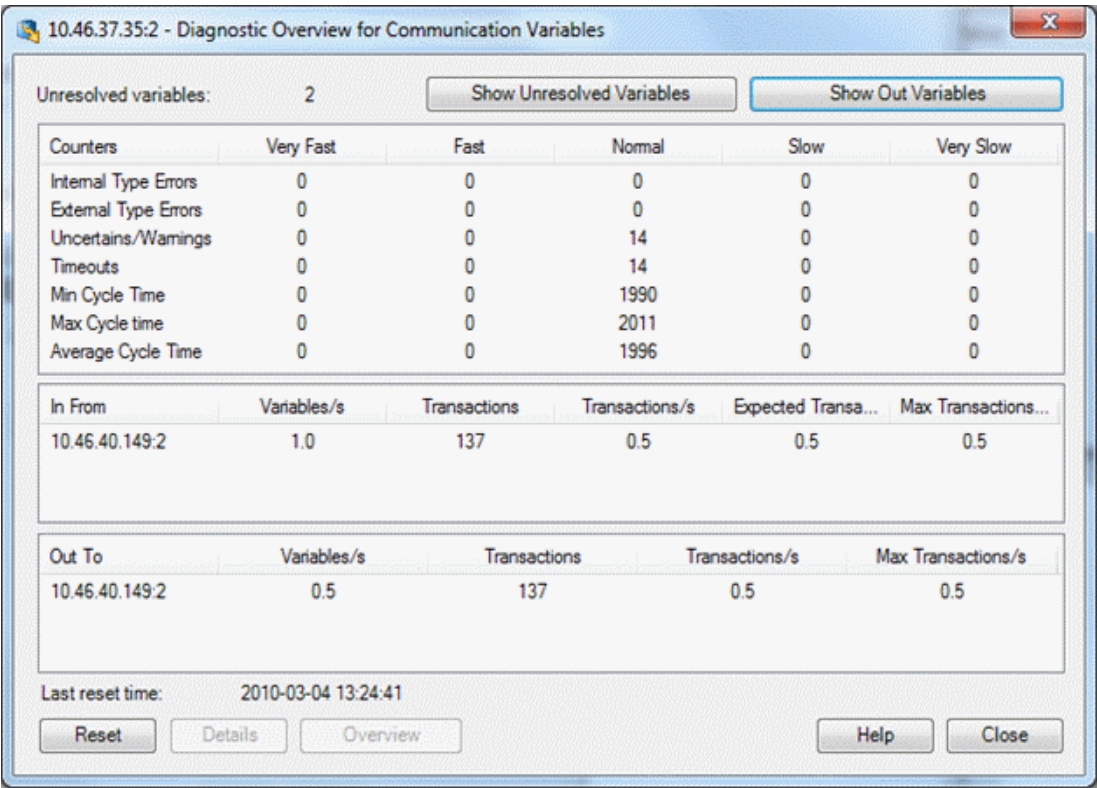 10.46.37.35:2 - Diagnostic Overview for Communication Variables
Unresolved variables: 2 Show Unresolved Variables Show Out Variables
Counters Very Fast Fast Normal Slow Very Slow
Internal Type Errors 0 0 0 0 0
External Type Errors 0 0 0 0 0
Uncertains/Warnings 0 0 14 0 0
Timeouts 0 0 14 0 0
Min Cycle Time 0 0 1990 0 0
Max Cycle time 0 0 2011 0 0
Average Cycle Time 0 0 1996 0 0
In From Variables/s Transactions Transactions/s Expected Transa... Max Transactions...
10.46.40.149:2 1.0 137 0.5 0.5 0.5
Out To Variables/s Transactions Transactions/s Max Transactions/s
10.46.40.149:2 0.5 137 0.5 0.5
Last reset time: 2010-03-04 13:24:41
Reset Details Overview Help Close